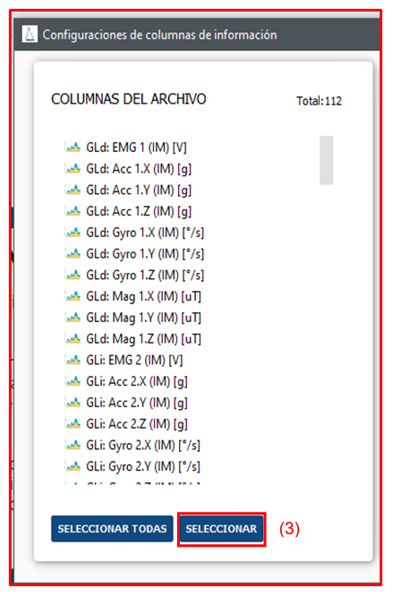 Configuraciones de columnas de información
COLUMNAS DEL ARCHIVO
Total:112
GLd: EMG 1 (IM) [V]
GLd: Acc 1.X (IM) [g]
GLd: Acc 1.Y (IM) [g]
GLd: Acc 1.Z (IM) [g]
GLd: Gyro 1.X (IM) [°/s]
GLd: Gyro 1.Y (IM) [°/s]
GLd: Gyro 1.Z (IM) [°/s]
GLd: Mag 1.X (IM) [uT]
GLd: Mag 1.Y (IM) [uT]
GLd: Mag 1.Z (IM) [uT]
GLi: EMG 2 (IM) [V]
GLi: Acc 2.X (IM) [g]
GLi: Acc 2.Y (IM) [g]
GLi: Acc 2.Z (IM) [g]
GLi: Gyro 2.X (IM) [°/s]
GLi: Gyro 2.Y (IM) [°/s]
SELECCIONAR TODAS
SELECCIONAR
(3)